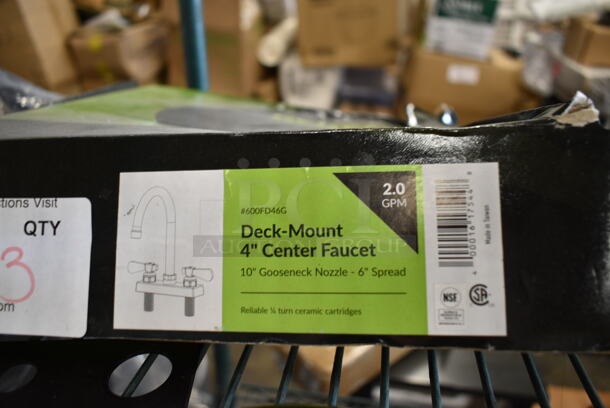 ctions Visit
QTY
3
om
#600FD46G
Deck-Mount
4" Center Faucet
10" Gooseneck Nozzle - 6" Spread
Reliable ¼ turn ceramic cartridges
2.0
GPM
Made in Taiwan
NSF